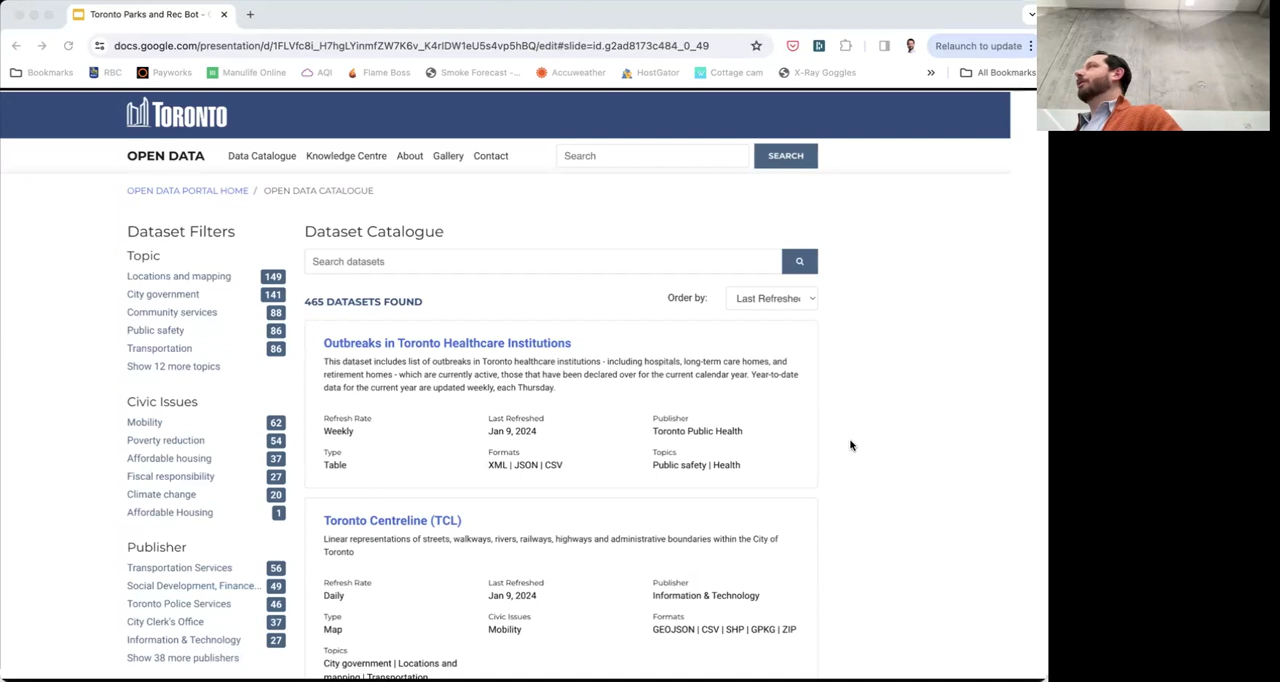 Toronto Parks and Rec Bot -
docs.google.com/presentation/d/1FLVfc8i_H7hgLYinmfZW7K6v_K4rlDW1eU5s4vp5hBQ/edit#slide=id.g2ad8173c484_0_49
Relaunch to update
Bookmarks RBC Payworks Manulife Online AQI Flame Boss Smoke Forecast -... Accuweather HostGator Cottage cam X-Ray Goggles » All Bookmarks
TORONTO
OPEN DATA Data Catalogue Knowledge Centre About Gallery Contact Search SEARCH
OPEN DATA PORTAL HOME / OPEN DATA CATALOGUE
Dataset Filters
Topic
Locations and mapping 149
City government 141
Community services 88
Public safety 86
Transportation 86
Show 12 more topics
Civic Issues
Mobility 62
Poverty reduction 54
Affordable housing 37
Fiscal responsibility 27
Climate change 20
Affordable Housing 1
Publisher
Transportation Services 56
Social Development, Finance... 49
Toronto Police Services 46
City Clerk's Office 37
Information & Technology 27
Show 38 more publishers
Dataset Catalogue
Search datasets
465 DATASETS FOUND
Order by: Last Refreshed
Outbreaks in Toronto Healthcare Institutions
This dataset includes list of outbreaks in Toronto healthcare institutions - including hospitals, long-term care homes, and
retirement homes - which are currently active, those that have been declared over for the current calendar year. Year-to-date
data for the current year are updated weekly, each Thursday.
Refresh Rate Last Refreshed Publisher
Weekly Jan 9, 2024 Toronto Public Health
Type Formats Topics
Table XML | JSON | CSV Public safety | Health
Toronto Centreline (TCL)
Linear representations of streets, walkways, rivers, railways, highways and administrative boundaries within the City of
Toronto
Refresh Rate Last Refreshed Publisher
Daily Jan 9, 2024 Information & Technology
Type Civic Issues Formats
Map Mobility GEOJSON | CSV | SHP | GPKG | ZIP
Topics
City government | Locations and
mapping | Transportation